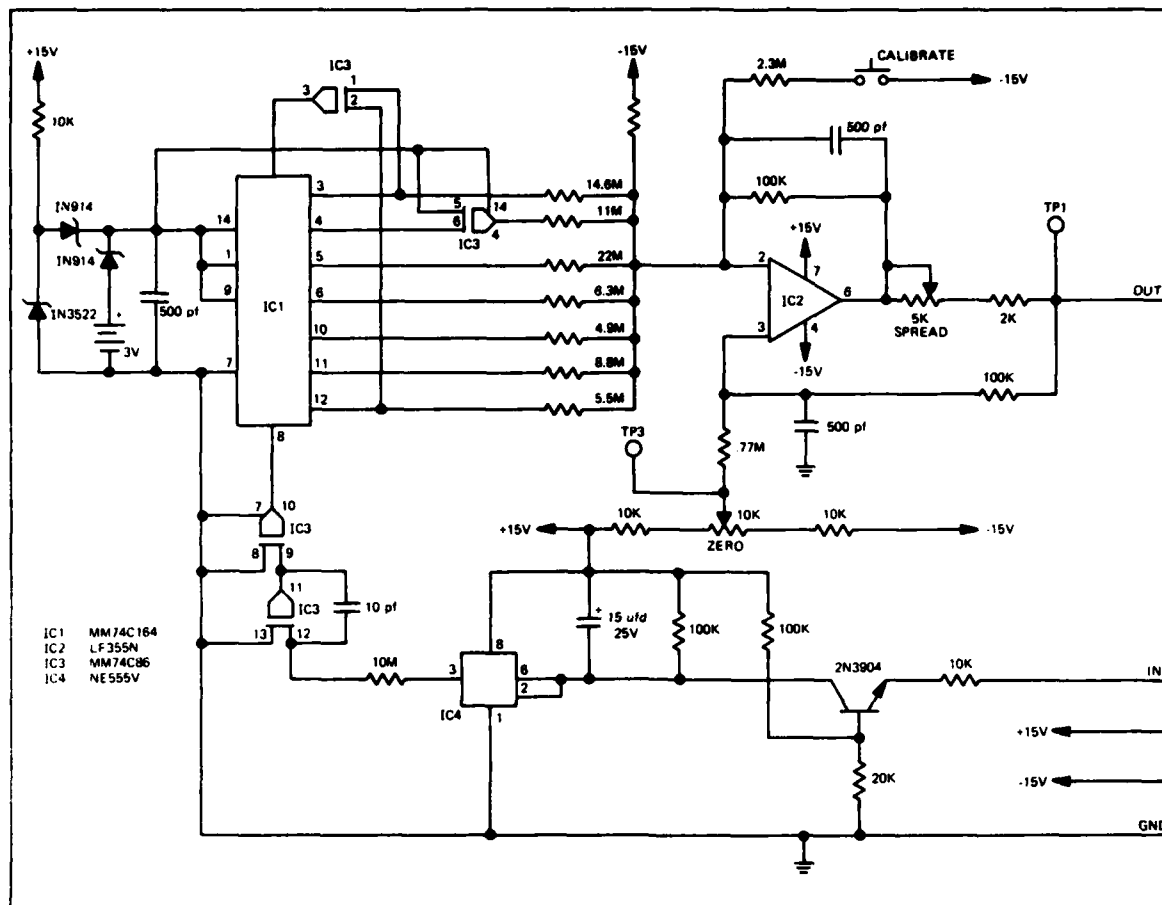 +15V
10K
IN914
IN914
IN3522
3V
500 pf
IC3
3
1
2
14
1
9
7
IC1
8
3
4
5
6
10
11
12
5
6
14
4
IC3
-15V
14.6M
11M
22M
6.3M
4.9M
8.8M
5.5M
2.3M
CALIBRATE
-15V
500 pf
100K
+15V
2
7
IC2
6
3
4
-15V
5K
SPREAD
2K
TP1
OUT
100K
500 pf
.77M
TP3
+15V
10K
10K
ZERO
10K
-15V
7
10
IC3
8
9
11
IC3
10 pf
13
12
10M
3
8
6
2
IC4
1
+
15 ufd
25V
100K
100K
2N3904
10K
IN
+15V
-15V
20K
GND
IC1 MM74C164
IC2 LF355N
IC3 MM74C86
IC4 NE555V